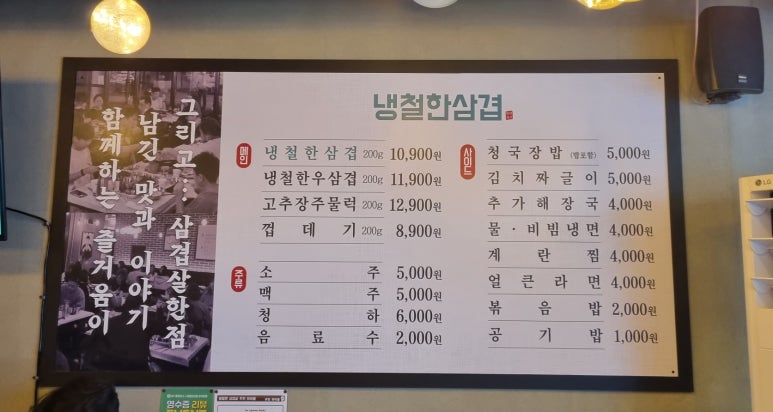 그리고... 삼겹살한점
남긴 맛과 이야기
함께하는 즐거움이
냉철한삼겹
메인
냉철한삼겹 200g 10,900원
냉철한우삼겹 200g 11,900원
고추장주물럭 200g 12,900원
껍데기 200g 8,900원
주류
소주 5,000원
맥주 5,000원
청하 6,000원
음료수 2,000원
사이드
청국장밥 (밥포함) 5,000원
김치짜글이 5,000원
추가해장국 4,000원
물·비빔냉면 4,000원
계란찜 4,000원
얼큰라면 4,000원
볶음밥 2,000원
공기밥 1,000원
LG
영수증 리뷰